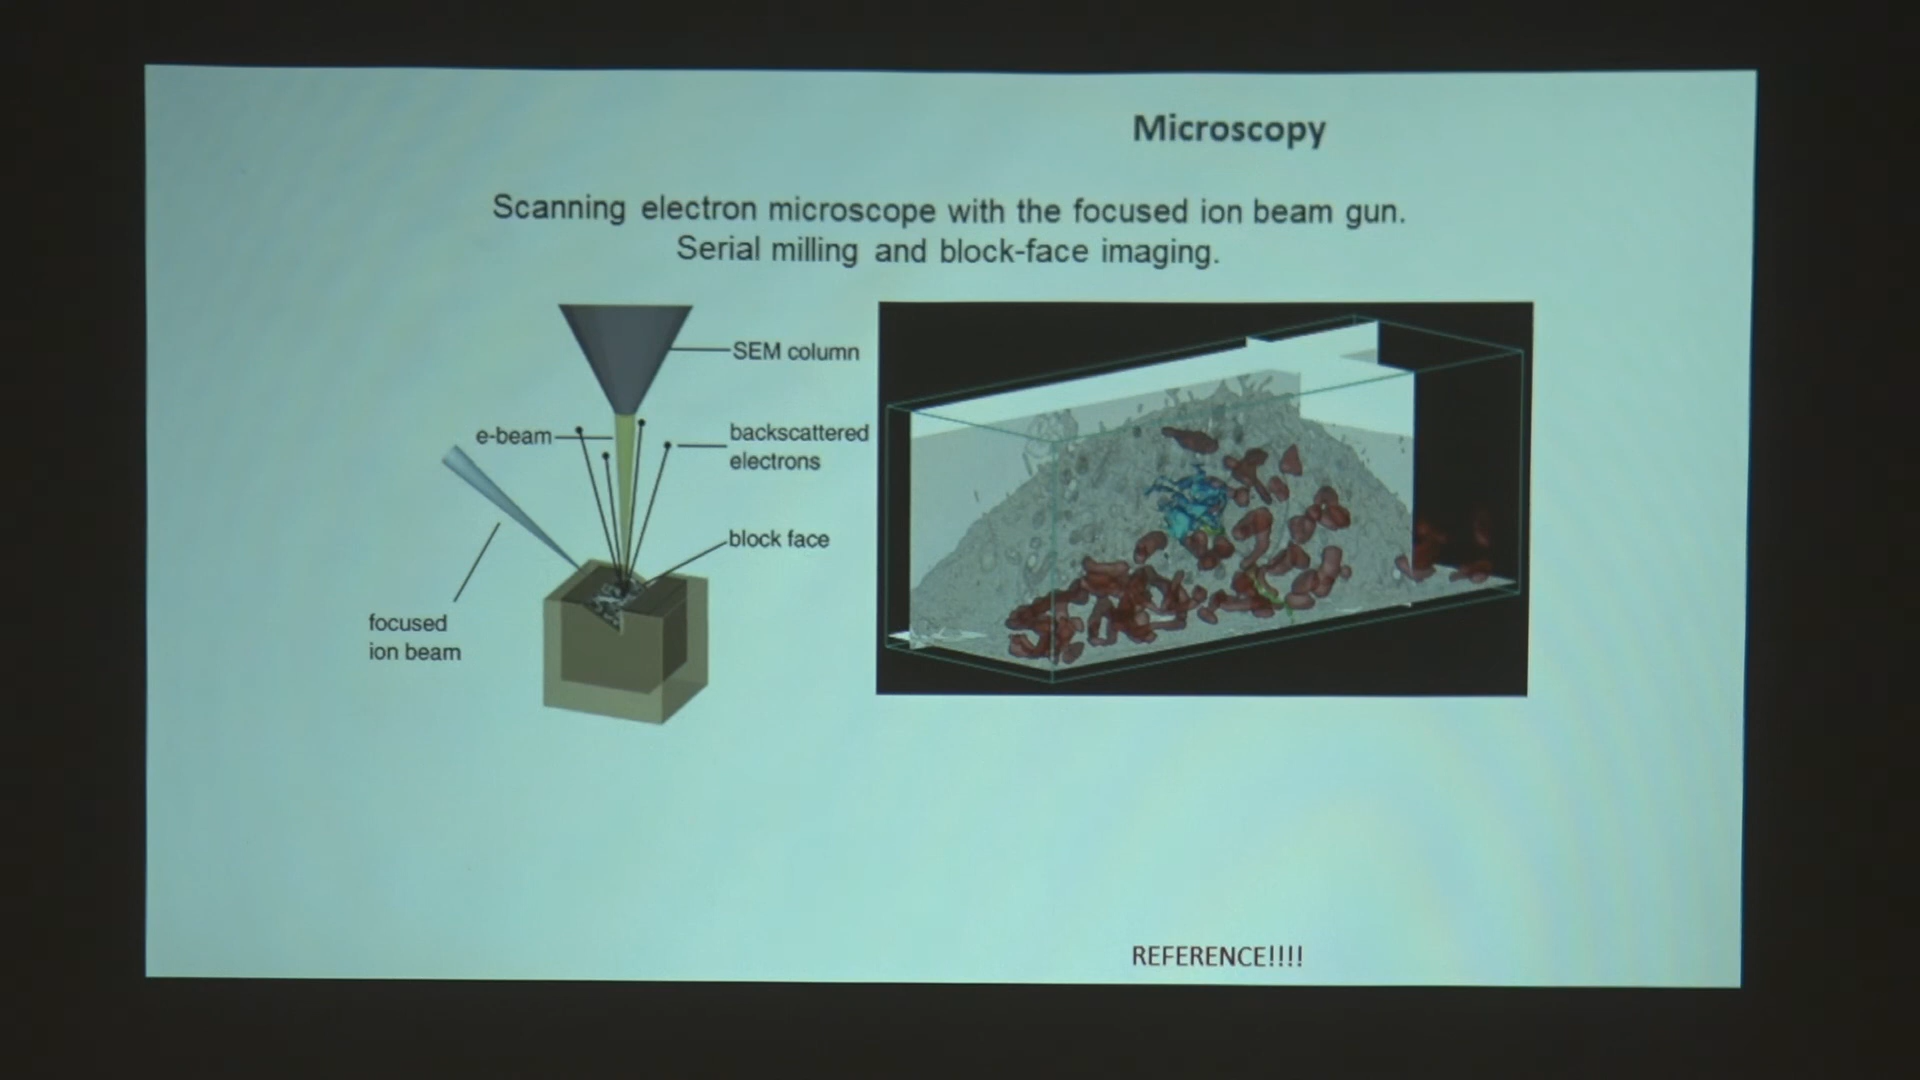 Microscopy
Scanning electron microscope with the focused ion beam gun.
Serial milling and block-face imaging.
SEM column
e-beam
backscattered
electrons
block face
focused
ion beam
REFERENCE!!!!